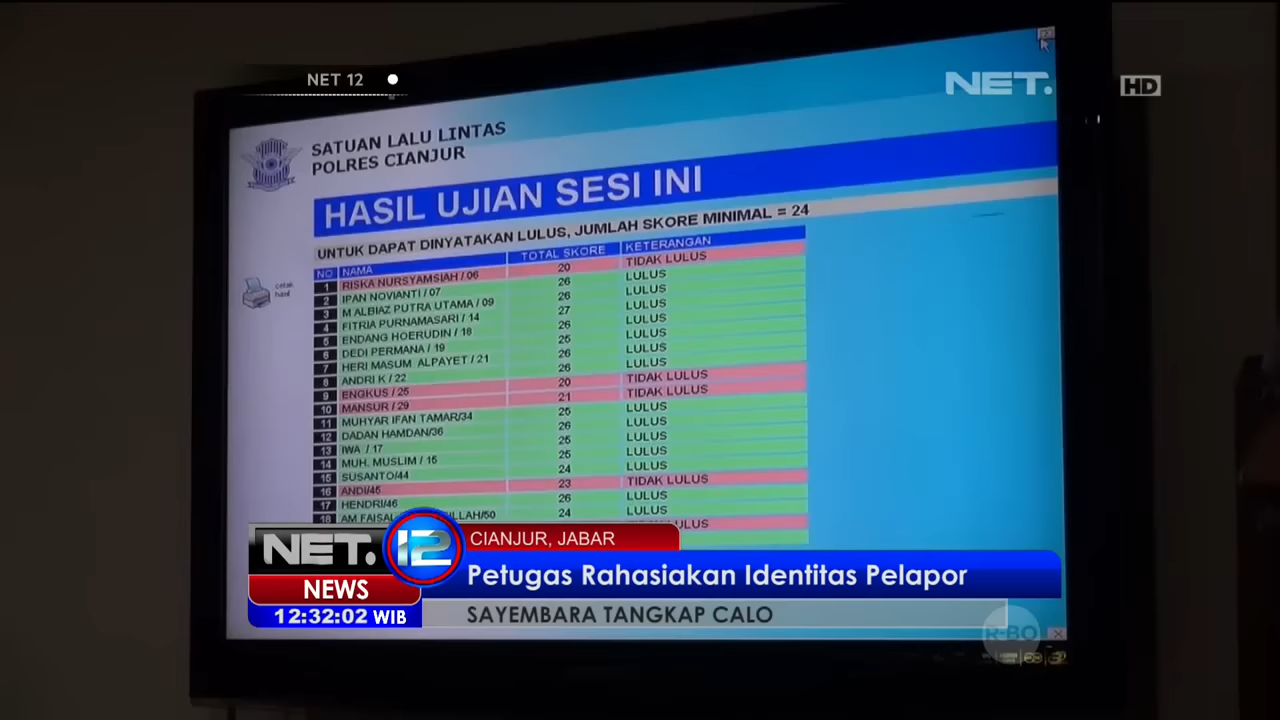 NET 12
NET.
HD
SATUAN LALU LINTAS
POLRES CIANJUR
HASIL UJIAN SESI INI
UNTUK DAPAT DINYATAKAN LULUS, JUMLAH SKORE MINIMAL = 24
cetak
hasil
NO NAMA TOTAL SKORE KETERANGAN
1 RISKA NURSYAMSIAH / 06 20 TIDAK LULUS
2 IPAN NOVIANTI / 07 26 LULUS
3 M ALBIAZ PUTRA UTAMA / 09 26 LULUS
4 FITRIA PURNAMASARI / 14 27 LULUS
5 ENDANG HOERUDIN / 18 26 LULUS
6 DEDI PERMANA / 19 25 LULUS
7 HERI MASUM ALPAYET / 21 26 LULUS
8 ANDRI K / 22 26 LULUS
9 ENGKUS / 25 20 TIDAK LULUS
10 MANSUR / 29 21 TIDAK LULUS
11 MUHYAR IFAN TAMAR/34 25 LULUS
12 DADAN HAMDAN/36 26 LULUS
13 IWA / 17 25 LULUS
14 MUH. MUSLIM / 15 25 LULUS
15 SUSANTO/44 24 LULUS
16 ANDI/45 23 TIDAK LULUS
17 HENDRI/46 26 LULUS
18 AM FAISAL 24 LULUS
LULUS
NET. 12
NEWS
12:32:02 WIB
CIANJUR, JABAR
Petugas Rahasiakan Identitas Pelapor
SAYEMBARA TANGKAP CALO
R-BO